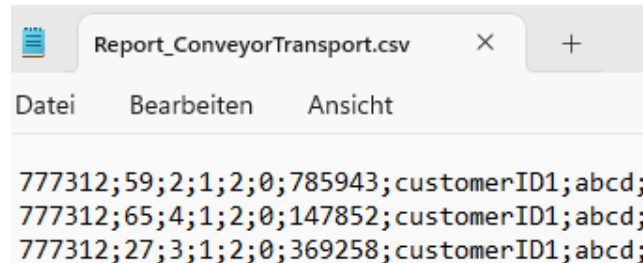 Report_ConveyorTransport.csv
Datei Bearbeiten Ansicht
777312;59;2;1;2;0;785943;customerID1;abcd;
777312;65;4;1;2;0;147852;customerID1;abcd;
777312;27;3;1;2;0;369258;customerID1;abcd;